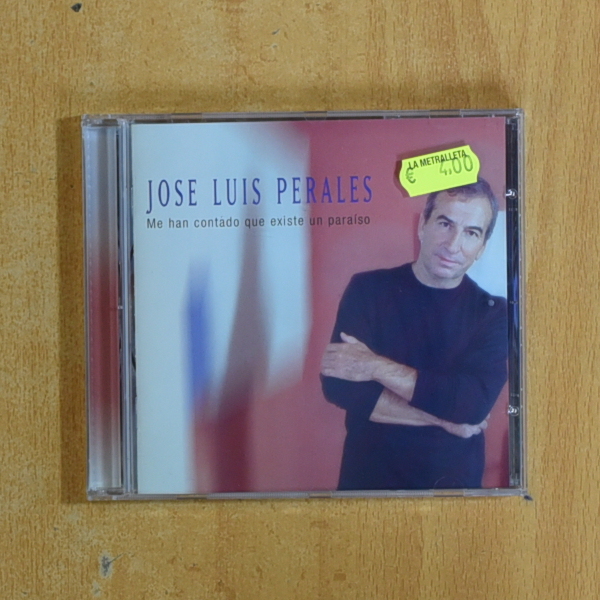 LA METRALLETA
€ 4,00
JOSE LUIS PERALES
Me han contado que existe un paraíso